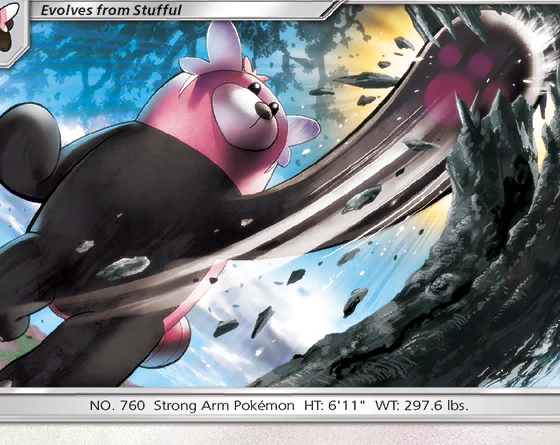 Evolves from Stufful
NO. 760 Strong Arm Pokémon HT: 6'11" WT: 297.6 lbs.